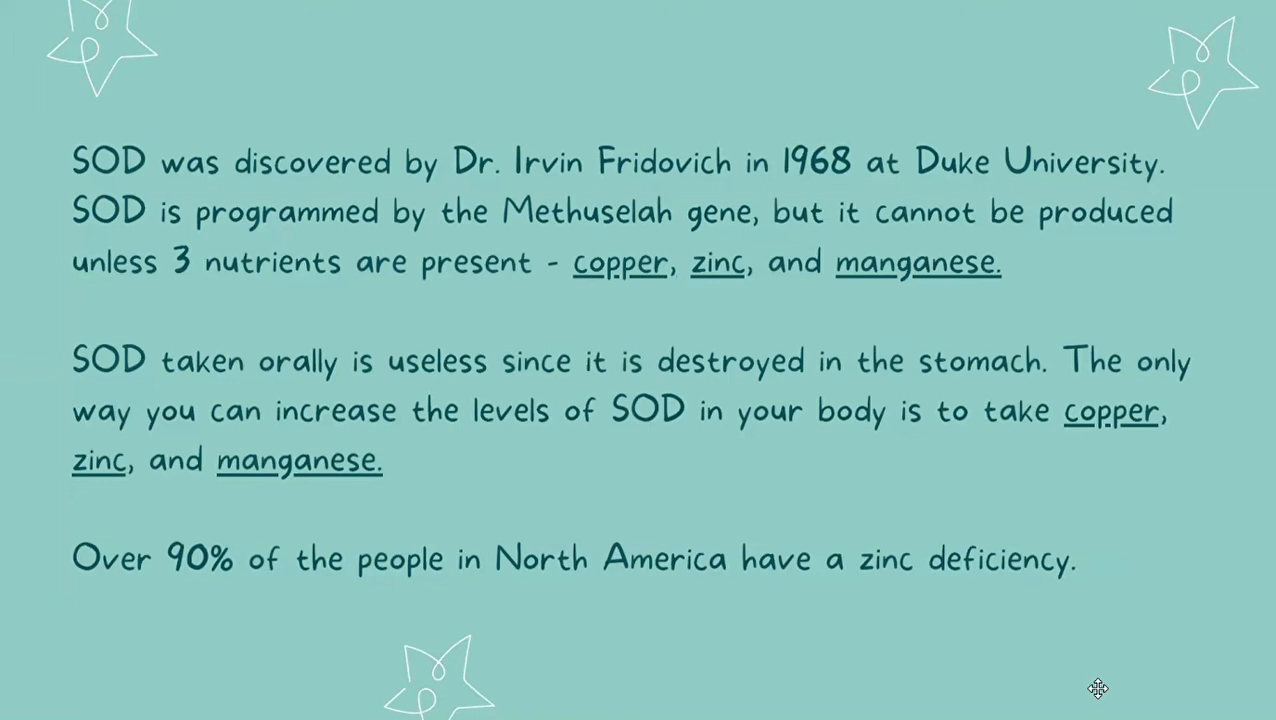 SOD was discovered by Dr. Irvin Fridovich in 1968 at Duke University.
SOD is programmed by the Methuselah gene, but it cannot be produced
unless 3 nutrients are present - copper, zinc, and manganese.
SOD taken orally is useless since it is destroyed in the stomach. The only
way you can increase the levels of SOD in your body is to take copper,
zinc, and manganese.
Over 90% of the people in North America have a zinc deficiency.